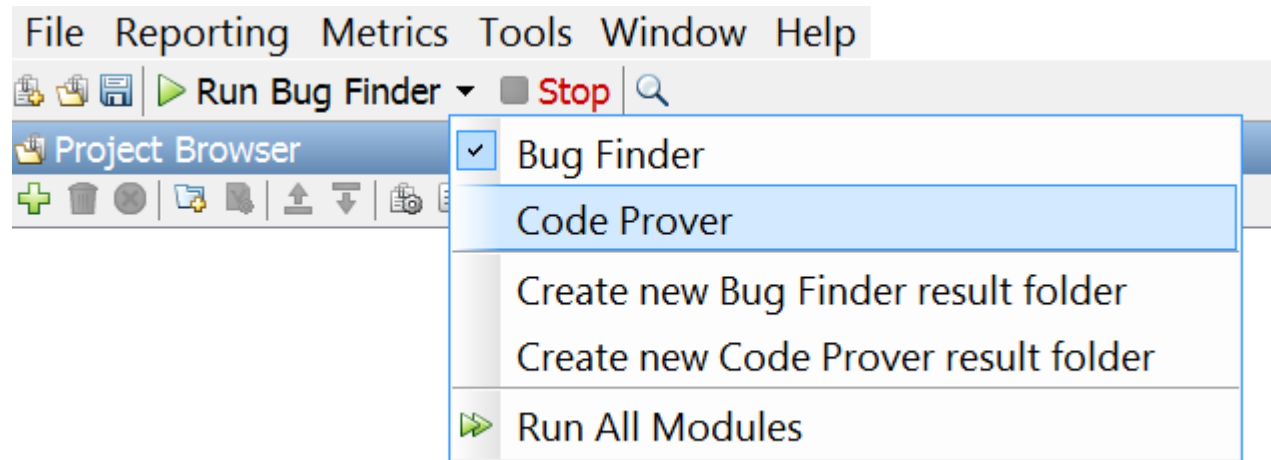 File Reporting Metrics Tools Window Help
Run Bug Finder Stop
Project Browser
Bug Finder
Code Prover
Create new Bug Finder result folder
Create new Code Prover result folder
Run All Modules